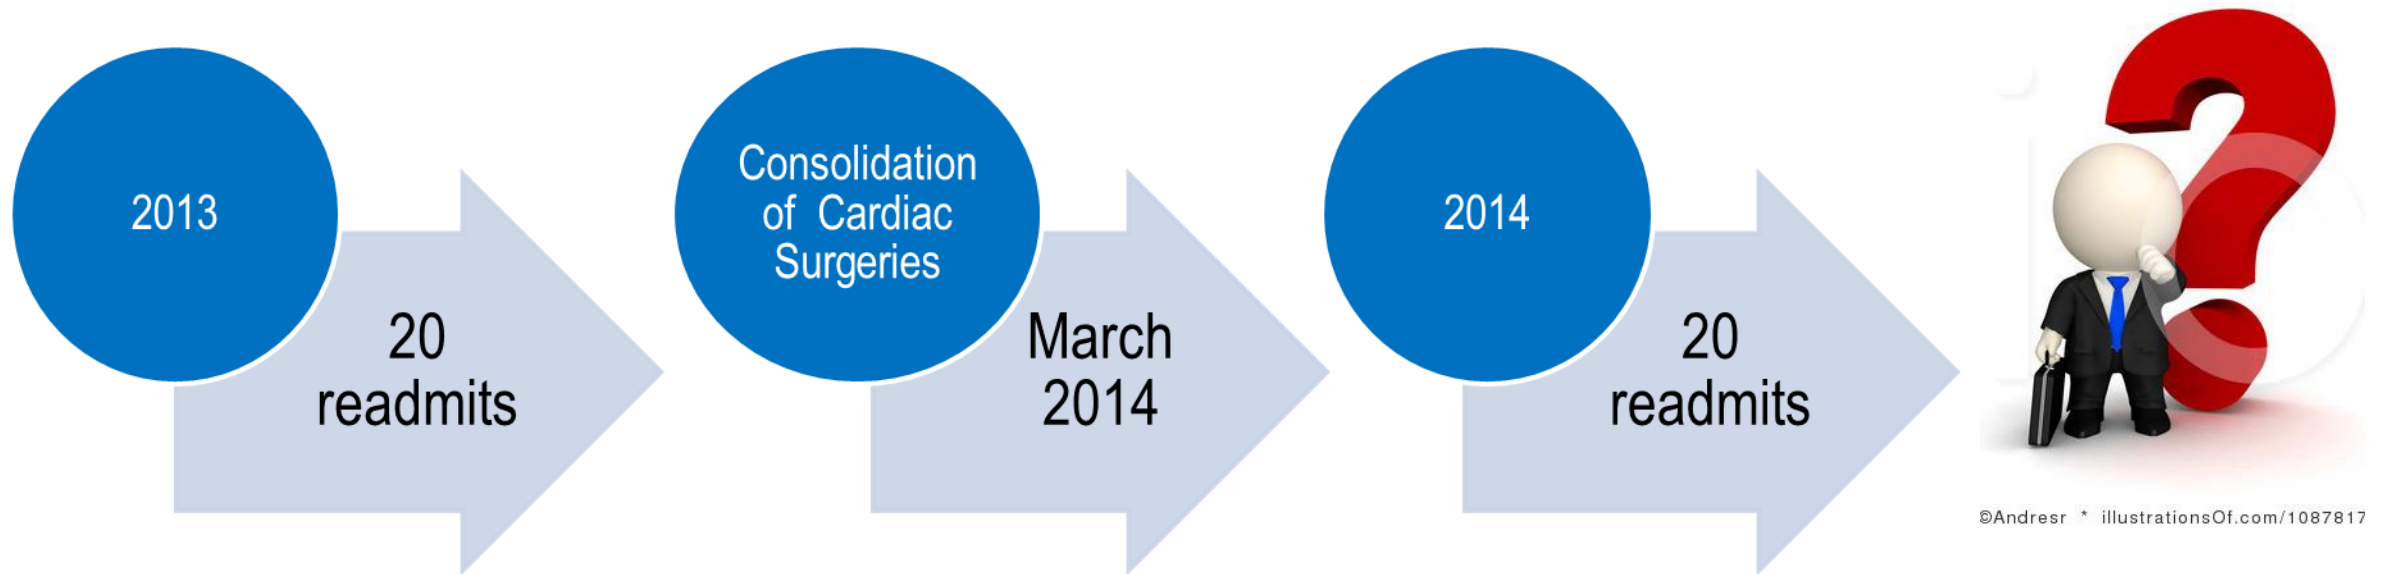 2013
20
readmits
Consolidation
of Cardiac
Surgeries
March
2014
2014
20
readmits
©Andresr * illustrationsOf.com/1087817